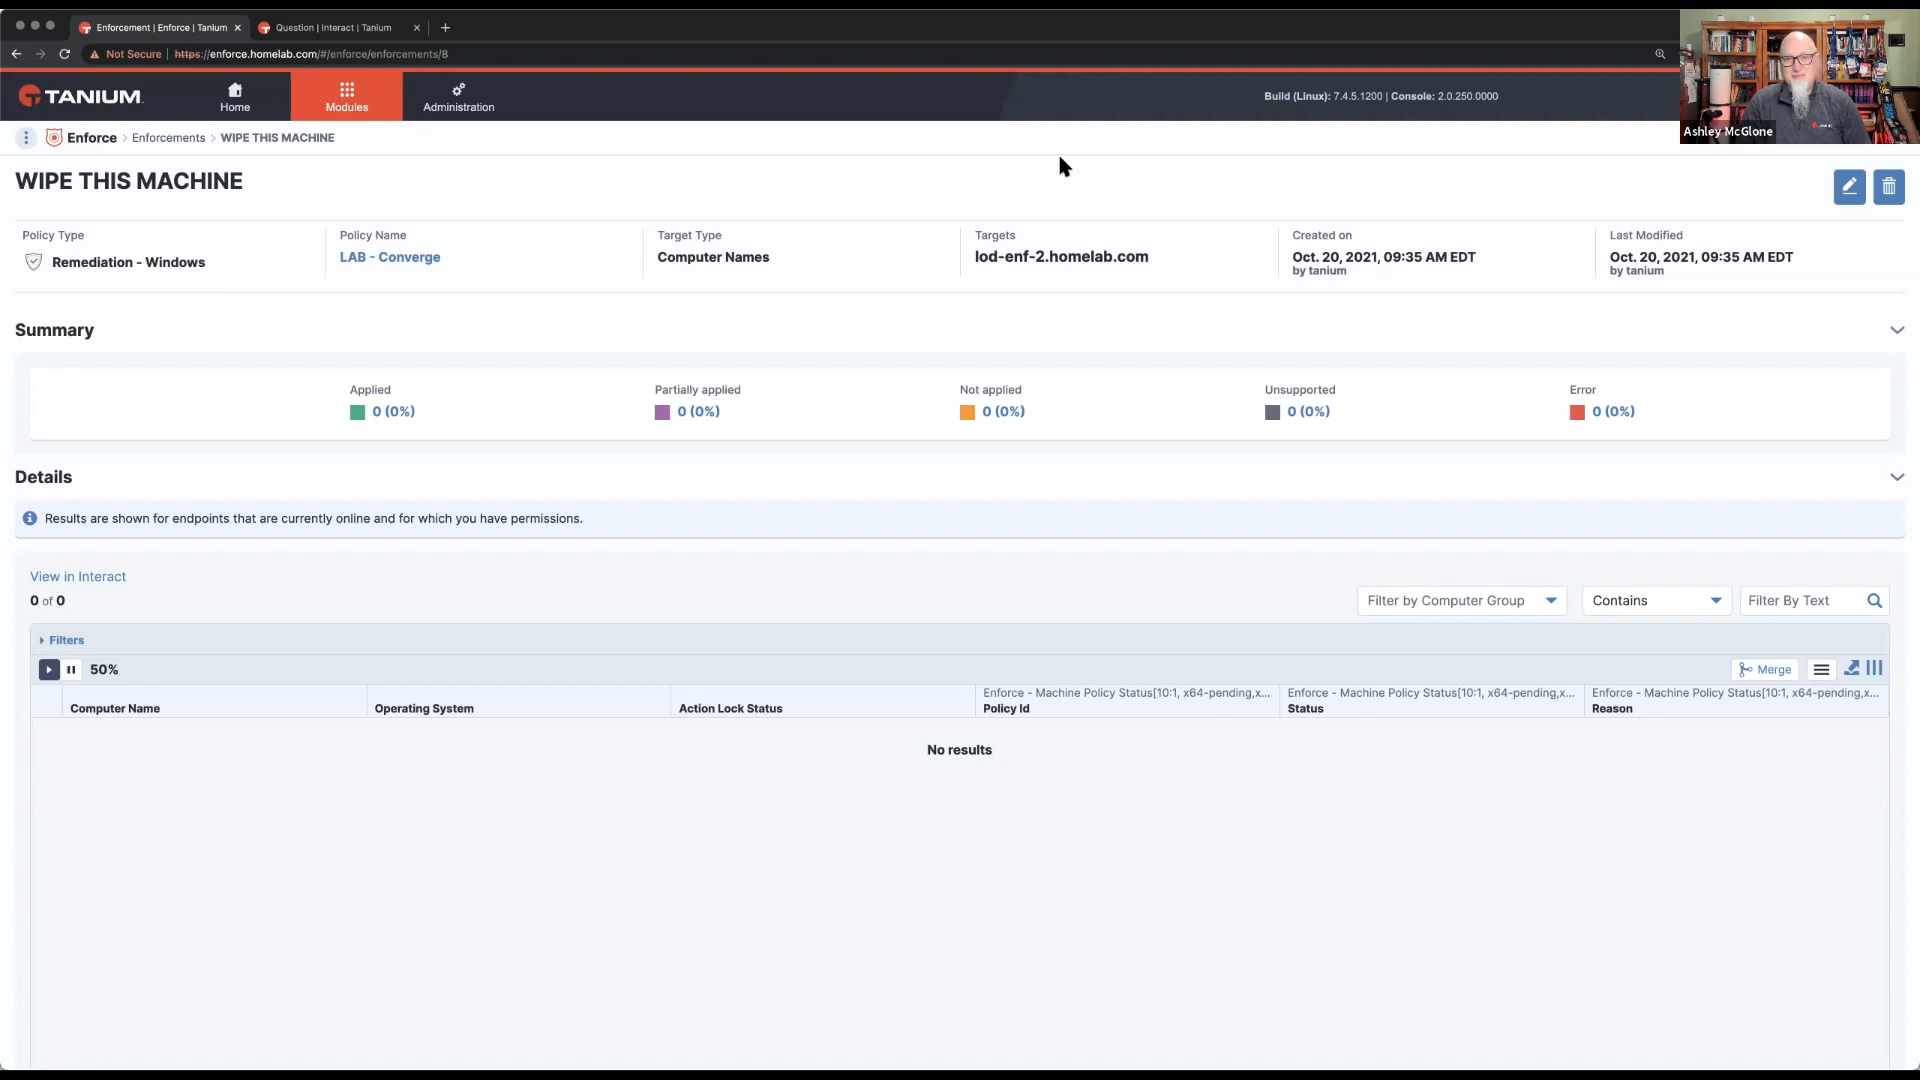 Enforcement | Enforce | Tanium
Question | Interact | Tanium
Not Secure | https://enforce.homelab.com/#/enforce/enforcements/8
TANIUM
Home
Modules
Administration
Build (Linux): 7.4.5.1200 | Console: 2.0.250.0000
Ashley McGlone
Enforce > Enforcements > WIPE THIS MACHINE
WIPE THIS MACHINE
Policy Type
Remediation - Windows
Policy Name
LAB - Converge
Target Type
Computer Names
Targets
lod-enf-2.homelab.com
Created on
Oct. 20, 2021, 09:35 AM EDT
by tanium
Last Modified
Oct. 20, 2021, 09:35 AM EDT
by tanium
Summary
Applied
0 (0%)
Partially applied
0 (0%)
Not applied
0 (0%)
Unsupported
0 (0%)
Error
0 (0%)
Details
Results are shown for endpoints that are currently online and for which you have permissions.
View in Interact
0 of 0
Filter by Computer Group
Contains
Filter By Text
Filters
50%
Merge
Computer Name
Operating System
Action Lock Status
Enforce - Machine Policy Status[10:1, x64-pending,x...
Policy Id
Enforce - Machine Policy Status[10:1, x64-pending,x...
Status
Enforce - Machine Policy Status[10:1, x64-pending,x...
Reason
No results